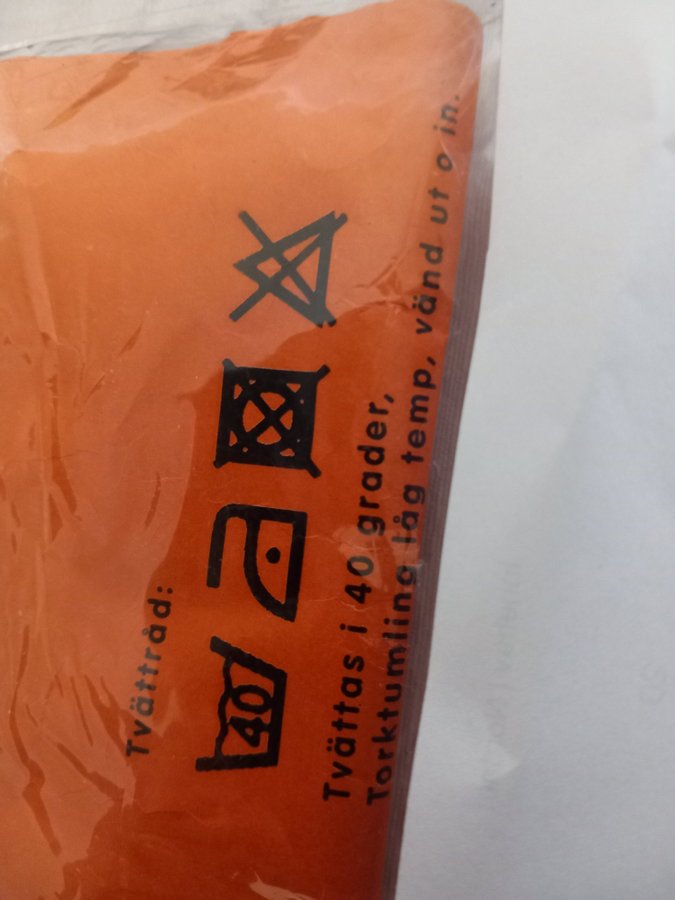 Tvättråd:
40
Tvättas i 40 grader,
Torktumling låg temp, vänd ut o in.